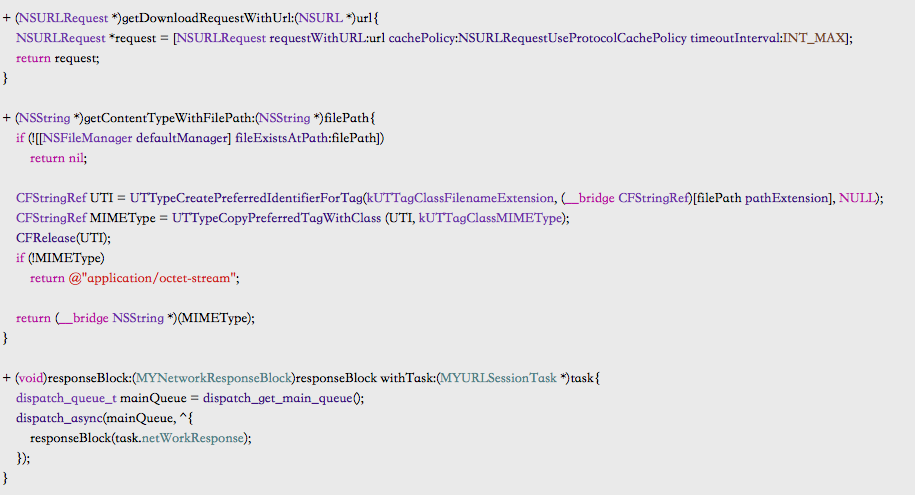 + (NSURLRequest *)getDownloadRequestWithUrl:(NSURL *)url{
NSURLRequest *request = [NSURLRequest requestWithURL:url cachePolicy:NSURLRequestUseProtocolCachePolicy timeoutInterval:INT_MAX];
return request;
}
+ (NSString *)getContentTypeWithFilePath:(NSString *)filePath{
if (![[NSFileManager defaultManager] fileExistsAtPath:filePath])
return nil;
CFStringRef UTI = UTTypeCreatePreferredIdentifierForTag(kUTTagClassFilenameExtension, (__bridge CFStringRef)[filePath pathExtension], NULL);
CFStringRef MIMEType = UTTypeCopyPreferredTagWithClass (UTI, kUTTagClassMIMEType);
CFRelease(UTI);
if (!MIMEType)
return @"application/octet-stream";
return (__bridge NSString *)(MIMEType);
}
+ (void)responseBlock:(MYNetworkResponseBlock)responseBlock withTask:(MYURLSessionTask *)task{
dispatch_queue_t mainQueue = dispatch_get_main_queue();
dispatch_async(mainQueue, ^{
responseBlock(task.netWorkResponse);
});
}